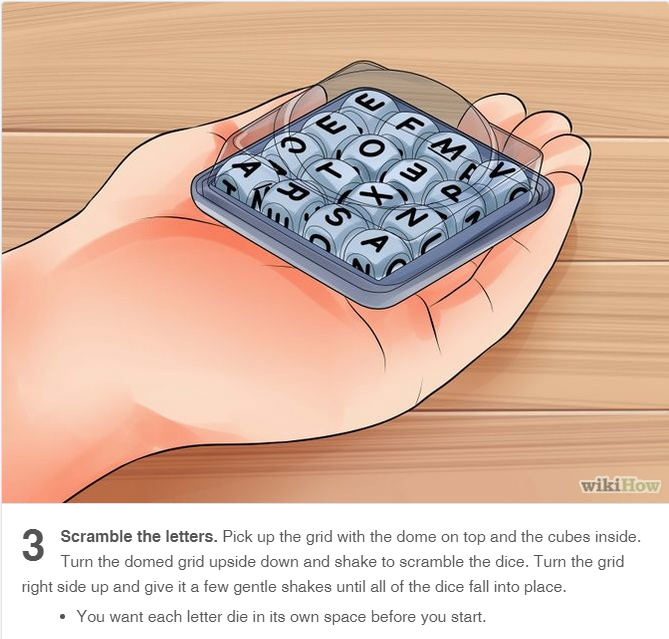 E
E F
C O M V
A T E P
R X N
S
A
wikiHow
3 Scramble the letters. Pick up the grid with the dome on top and the cubes inside.
Turn the domed grid upside down and shake to scramble the dice. Turn the grid
right side up and give it a few gentle shakes until all of the dice fall into place.
• You want each letter die in its own space before you start.